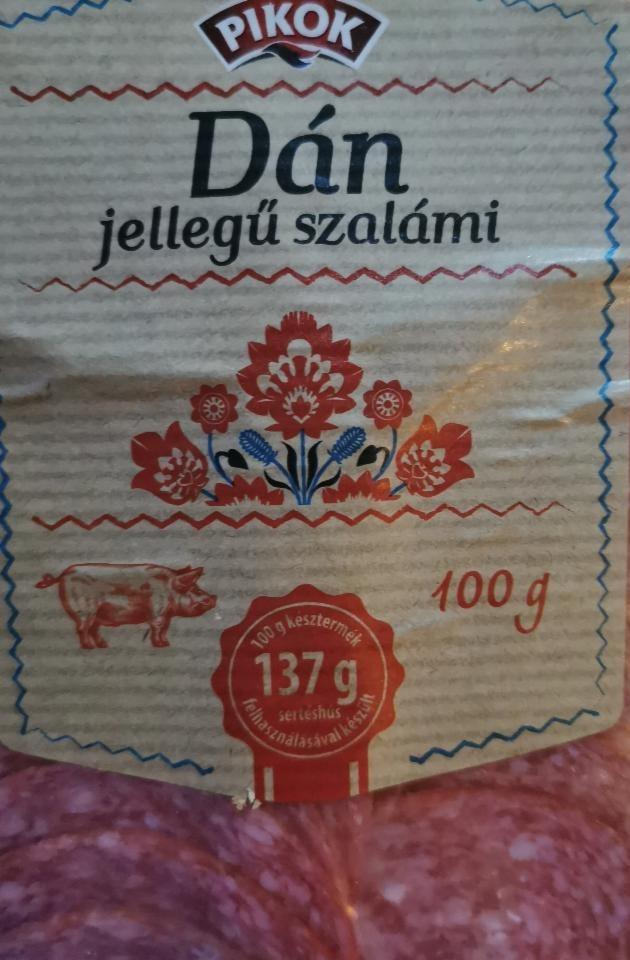 PIKOK
Dán
jellegű szalámi
100 g
100 g késztermék
137 g
sertéshús
felhasználásával készült